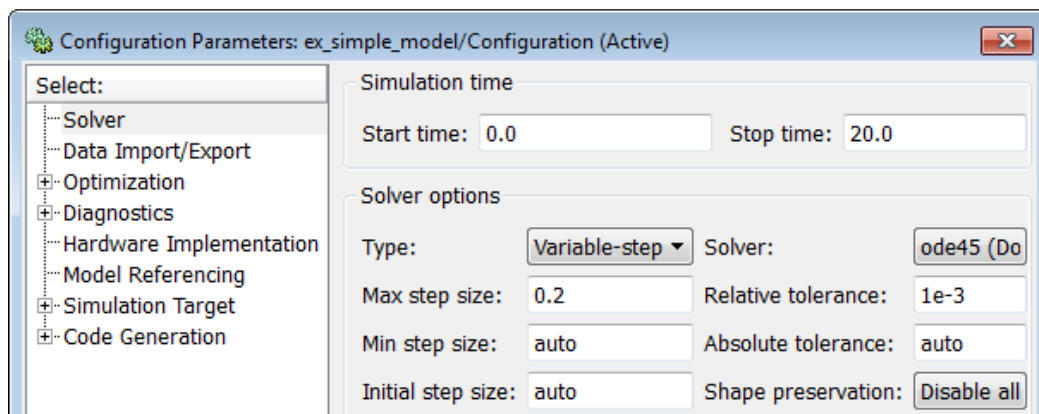 Configuration Parameters: ex_simple_model/Configuration (Active)
Select:
Solver
Data Import/Export
Optimization
Diagnostics
Hardware Implementation
Model Referencing
Simulation Target
Code Generation
Simulation time
Start time: 0.0 Stop time: 20.0
Solver options
Type: Variable-step Solver: ode45 (Do
Max step size: 0.2 Relative tolerance: 1e-3
Min step size: auto Absolute tolerance: auto
Initial step size: auto Shape preservation: Disable all